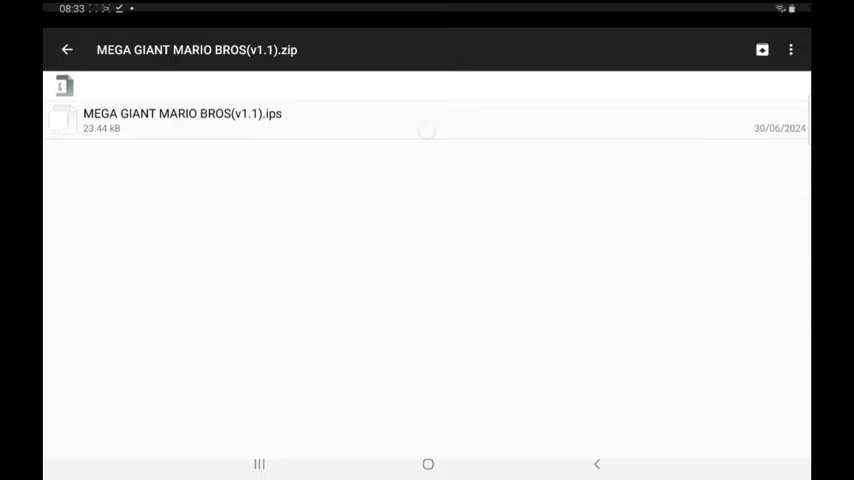 08:33
MEGA GIANT MARIO BROS(v1.1).zip
MEGA GIANT MARIO BROS(v1.1).ips
23.44 kB
30/06/2024